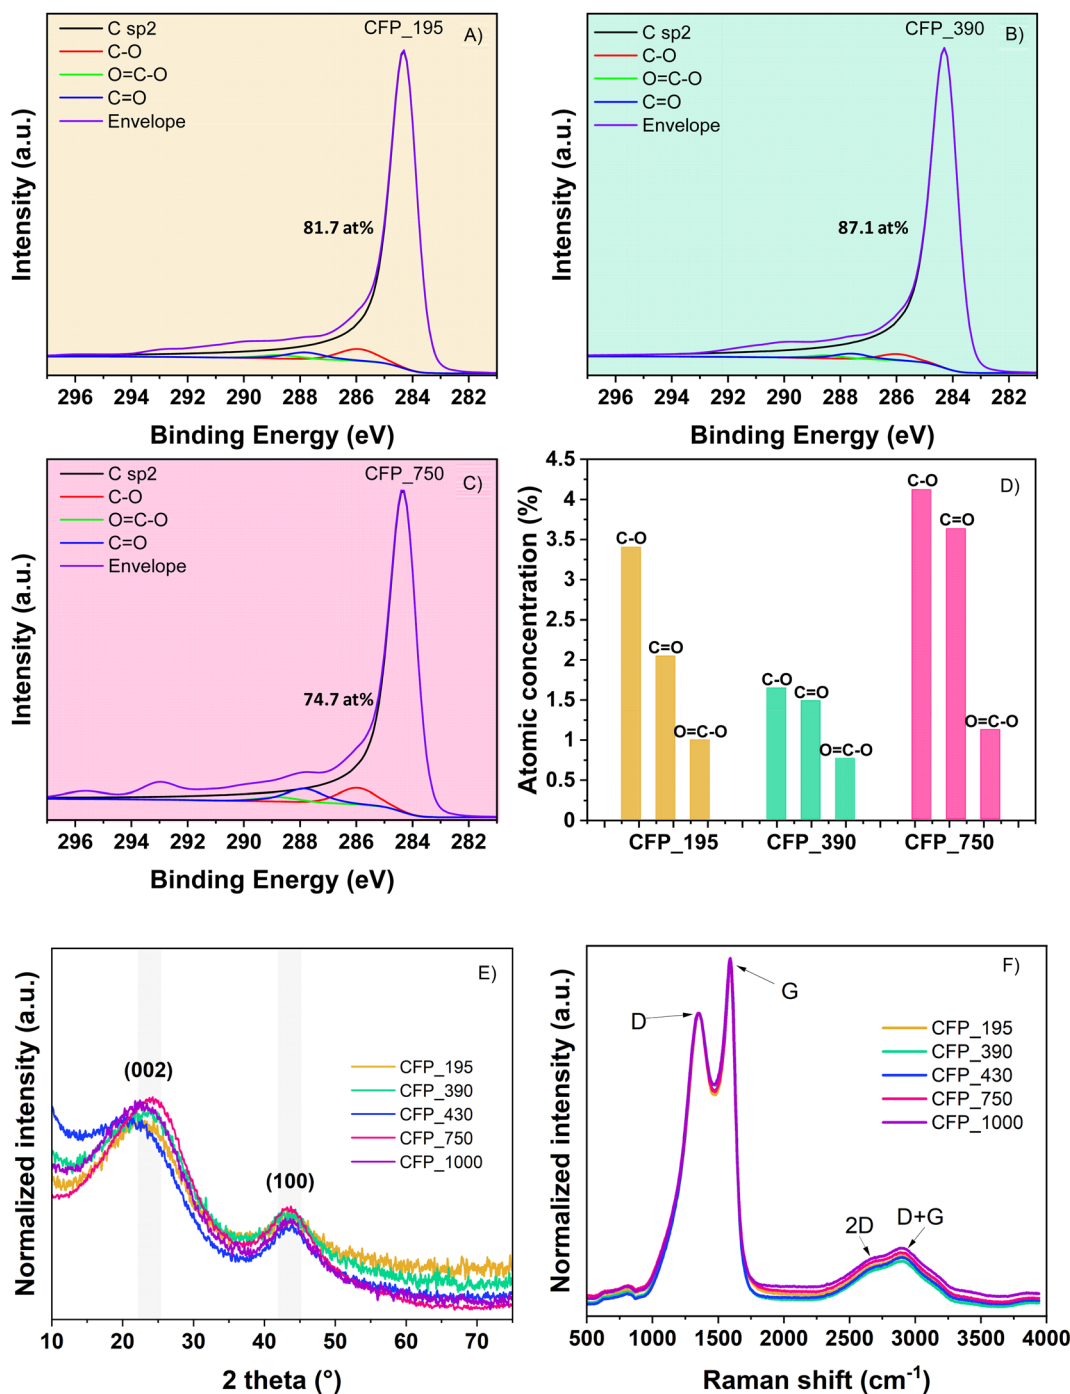 C sp2
C-O
O=C-O
C=O
Envelope
CFP_195
A)
81.7 at%
Intensity (a.u.)
296 294 292 290 288 286 284 282
Binding Energy (eV)
C sp2
C-O
O=C-O
C=O
Envelope
CFP_390
B)
87.1 at%
Intensity (a.u.)
296 294 292 290 288 286 284 282
Binding Energy (eV)
C sp2
C-O
O=C-O
C=O
Envelope
CFP_750
C)
74.7 at%
Intensity (a.u.)
296 294 292 290 288 286 284 282
Binding Energy (eV)
D)
Atomic concentration (%)
4.5
4
3.5
3
2.5
2
1.5
1
0.5
0
C-O
C=O
O=C-O
C-O
C=O
O=C-O
C-O
C=O
O=C-O
CFP_195 CFP_390 CFP_750
E)
Normalized intensity (a.u.)
(002)
(100)
CFP_195
CFP_390
CFP_430
CFP_750
CFP_1000
10 20 30 40 50 60 70
2 theta (°)
F)
Normalized intensity (a.u.)
D
G
CFP_195
CFP_390
CFP_430
CFP_750
CFP_1000
2D
D+G
500 1000 1500 2000 2500 3000 3500 4000
Raman shift (cm⁻¹)